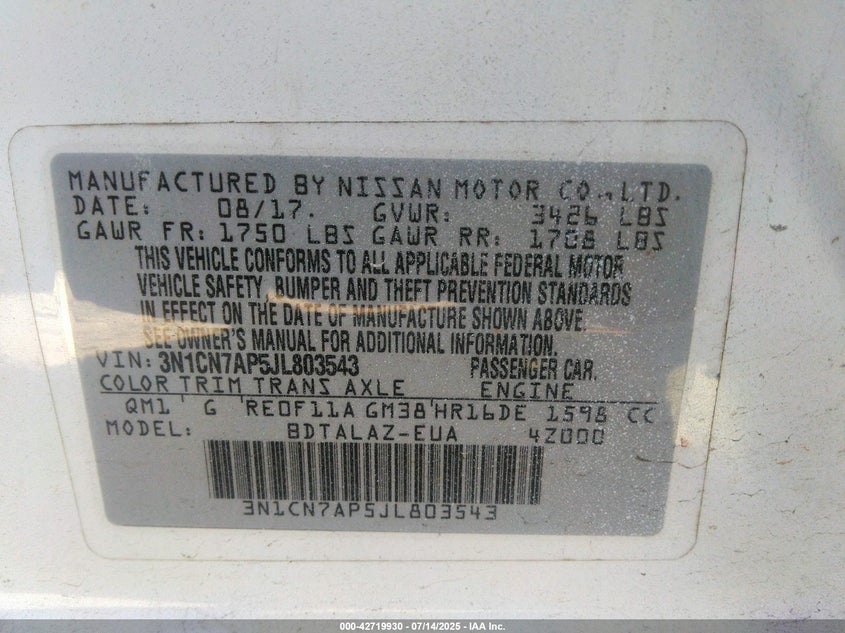 MANUFACTURED BY NISSAN MOTOR CO., LTD.
DATE: 08/17. GVWR: 3426 LBS
GAWR FR: 1750 LBS GAWR RR: 1708 LBS
THIS VEHICLE CONFORMS TO ALL APPLICABLE FEDERAL MOTOR
VEHICLE SAFETY, BUMPER AND THEFT PREVENTION STANDARDS
IN EFFECT ON THE DATE OF MANUFACTURE SHOWN ABOVE.
SEE OWNER'S MANUAL FOR ADDITIONAL INFORMATION.
VIN: 3N1CN7AP5JL803543 PASSENGER CAR.
COLOR TRIM TRANS AXLE ENGINE
QM1 G RE0F11A GM38 HR16DE 1598 CC
MODEL: BDTALAZ-EUA 4Z000
3N1CN7AP5JL803543
000-42719930 - 07/14/2025 - IAA Inc.